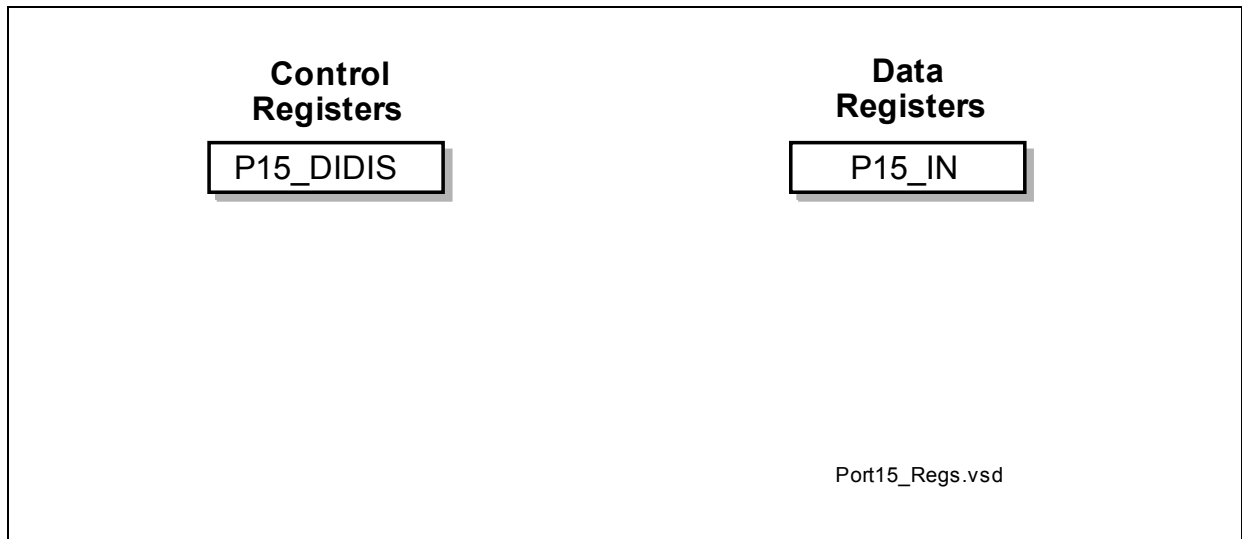 Control
Registers
P15_DIDIS
Data
Registers
P15_IN
Port15_Regs.vsd